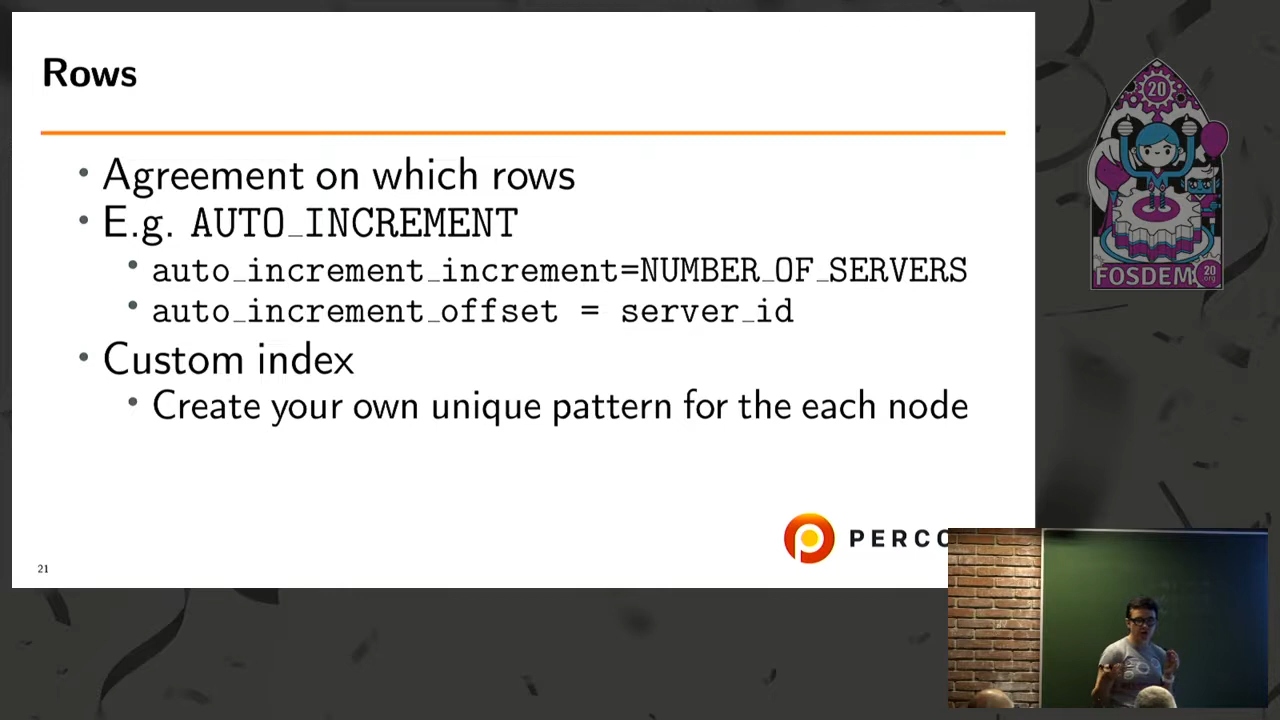 Rows
• Agreement on which rows
• E.g. AUTO_INCREMENT
• auto_increment_increment=NUMBER_OF_SERVERS
• auto_increment_offset = server_id
• Custom index
• Create your own unique pattern for the each node
PERCO
21
20
FOSDEM
20
.org